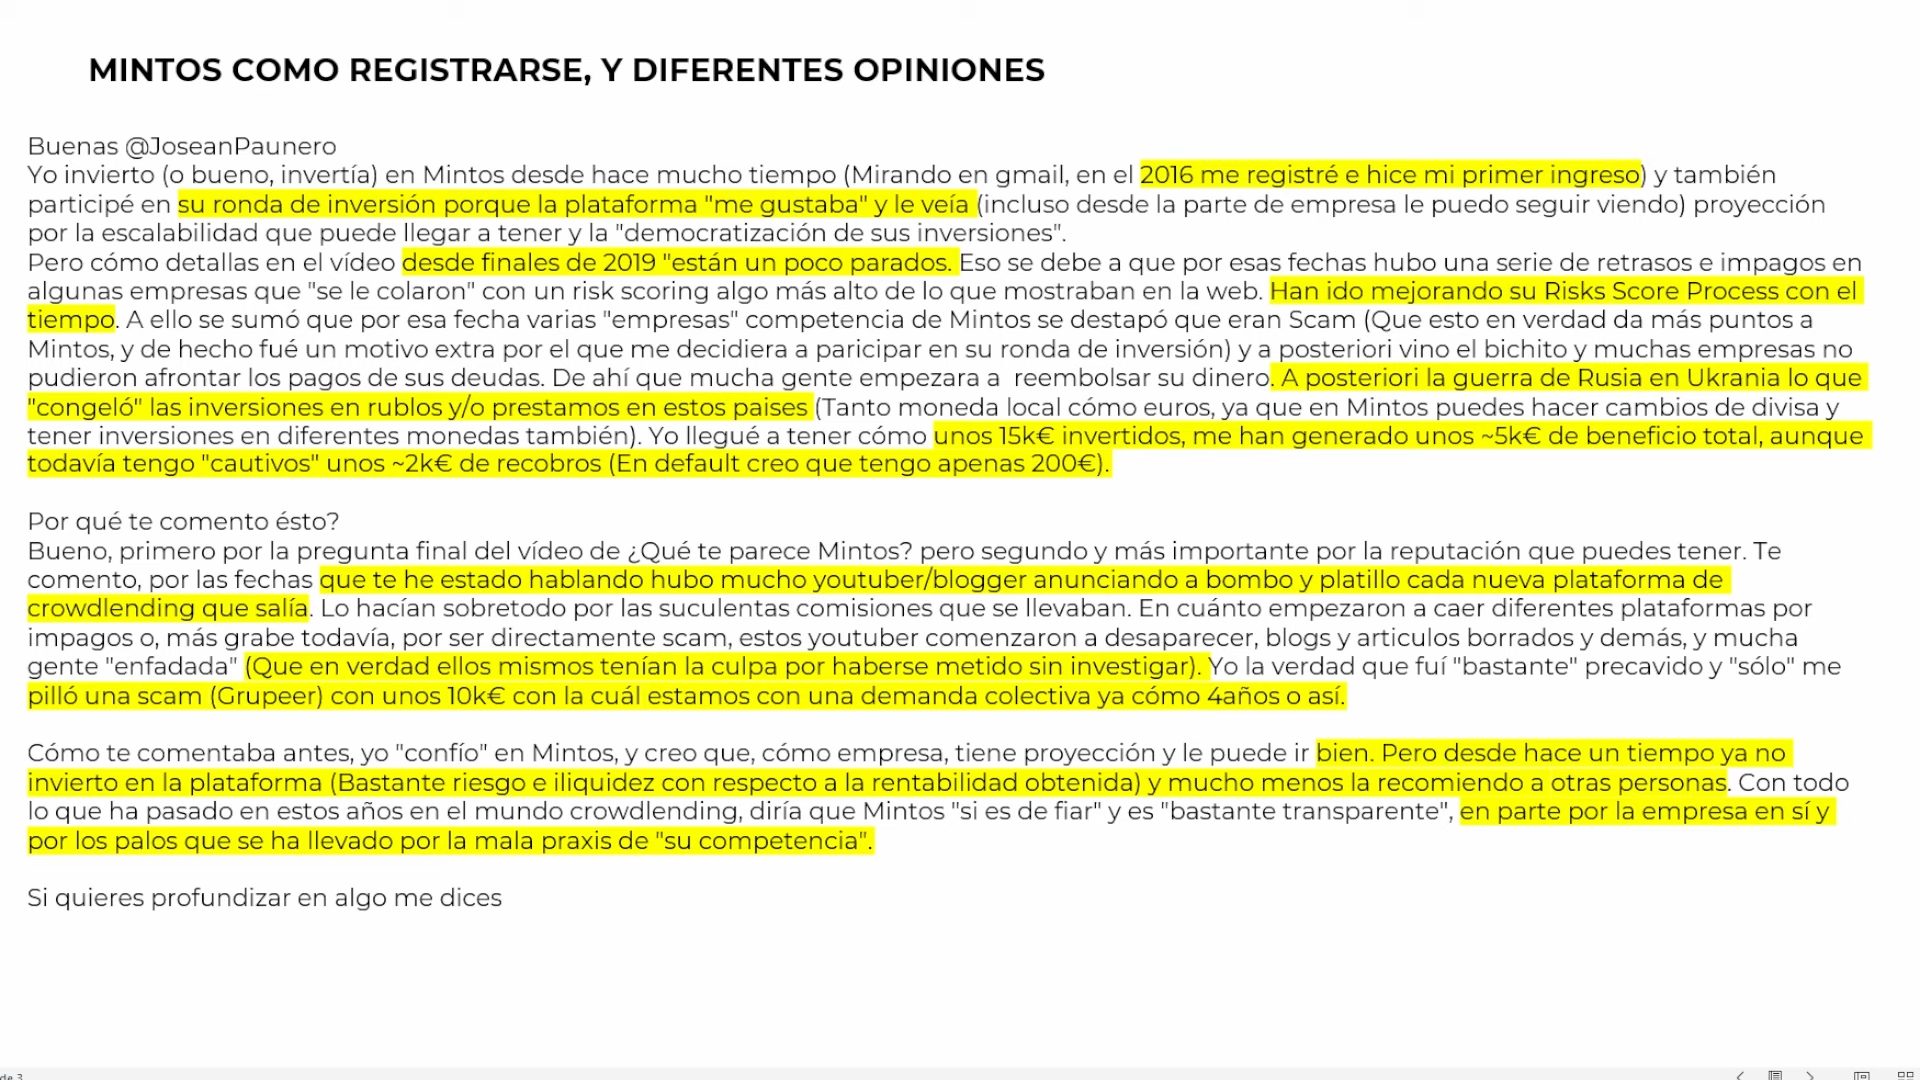 MINTOS COMO REGISTRARSE, Y DIFERENTES OPINIONES
Buenas @JoseanPaunero
Yo invierto (o bueno, invertía) en Mintos desde hace mucho tiempo (Mirando en gmail, en el 2016 me registré e hice mi primer ingreso) y también
participé en su ronda de inversión porque la plataforma "me gustaba" y le veía (incluso desde la parte de empresa le puedo seguir viendo) proyección
por la escalabilidad que puede llegar a tener y la "democratización de sus inversiones".
Pero cómo detallas en el vídeo desde finales de 2019 "están un poco parados. Eso se debe a que por esas fechas hubo una serie de retrasos e impagos en
algunas empresas que "se le colaron" con un risk scoring algo más alto de lo que mostraban en la web. Han ido mejorando su Risks Score Process con el
tiempo. A ello se sumó que por esa fecha varias "empresas" competencia de Mintos se destapó que eran Scam (Que esto en verdad da más puntos a
Mintos, y de hecho fué un motivo extra por el que me decidiera a paricipar en su ronda de inversión) y a posteriori vino el bichito y muchas empresas no
pudieron afrontar los pagos de sus deudas. De ahí que mucha gente empezara a  reembolsar su dinero. A posteriori la guerra de Rusia en Ukrania lo que
"congeló" las inversiones en rublos y/o prestamos en estos paises (Tanto moneda local cómo euros, ya que en Mintos puedes hacer cambios de divisa y
tener inversiones en diferentes monedas también). Yo llegué a tener cómo unos 15k€ invertidos, me han generado unos ~5k€ de beneficio total, aunque
todavía tengo "cautivos" unos ~2k€ de recobros (En default creo que tengo apenas 200€).
Por qué te comento ésto?
Bueno, primero por la pregunta final del vídeo de ¿Qué te parece Mintos? pero segundo y más importante por la reputación que puedes tener. Te
comento, por las fechas que te he estado hablando hubo mucho youtuber/blogger anunciando a bombo y platillo cada nueva plataforma de
crowdlending que salía. Lo hacían sobretodo por las suculentas comisiones que se llevaban. En cuánto empezaron a caer diferentes plataformas por
impagos o, más grabe todavía, por ser directamente scam, estos youtuber comenzaron a desaparecer, blogs y articulos borrados y demás, y mucha
gente "enfadada" (Que en verdad ellos mismos tenían la culpa por haberse metido sin investigar). Yo la verdad que fuí "bastante" precavido y "sólo" me
pilló una scam (Grupeer) con unos 10k€ con la cuál estamos con una demanda colectiva ya cómo 4años o así.
Cómo te comentaba antes, yo "confío" en Mintos, y creo que, cómo empresa, tiene proyección y le puede ir bien. Pero desde hace un tiempo ya no
invierto en la plataforma (Bastante riesgo e iliquidez con respecto a la rentabilidad obtenida) y mucho menos la recomiendo a otras personas. Con todo
lo que ha pasado en estos años en el mundo crowdlending, diría que Mintos "si es de fiar" y es "bastante transparente", en parte por la empresa en sí y
por los palos que se ha llevado por la mala praxis de "su competencia".
Si quieres profundizar en algo me dices
de 3